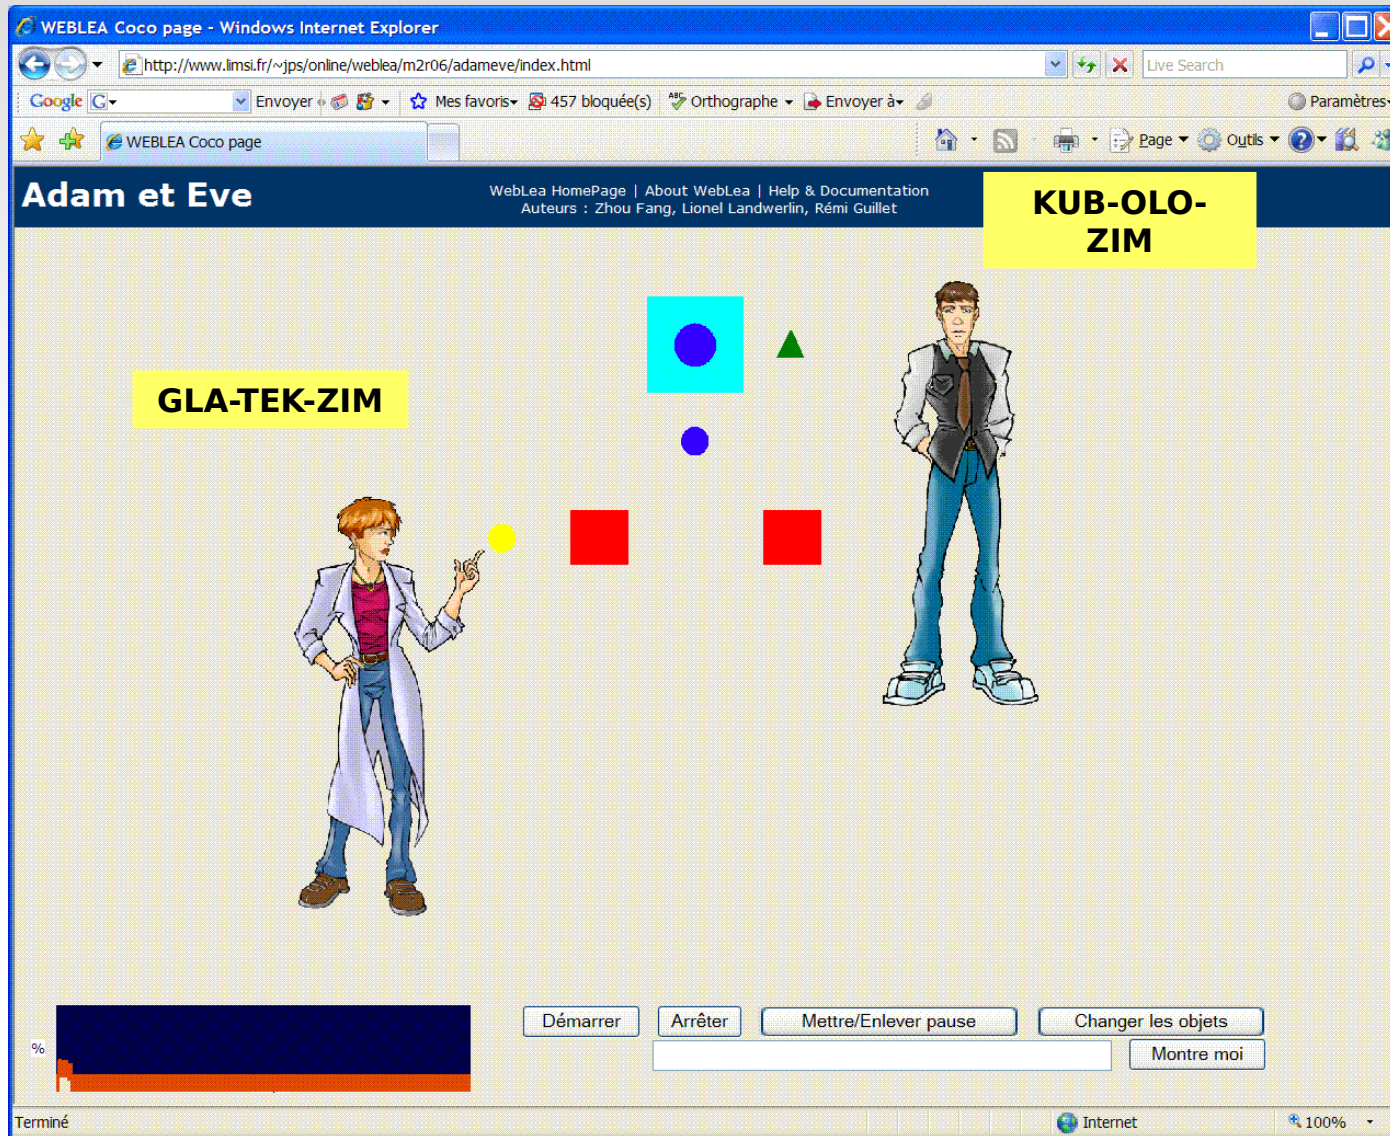 WEBLEA Coco page - Windows Internet Explorer
http://www.limsi.fr/~jps/online/weblea/m2r06/adameve/index.html
Live Search
Google
Envoyer
Mes favoris
457 bloquée(s)
ABC Orthographe
Envoyer à
Paramètres
WEBLEA Coco page
Page
Outils
Adam et Eve
WebLea HomePage | About WebLea | Help & Documentation
Auteurs : Zhou Fang, Lionel Landwerlin, Rémi Guillet
KUB-OLO-
ZIM
GLA-TEK-ZIM
Démarrer
Arrêter
Mettre/Enlever pause
Changer les objets
%
Montre moi
Terminé
Internet
100%